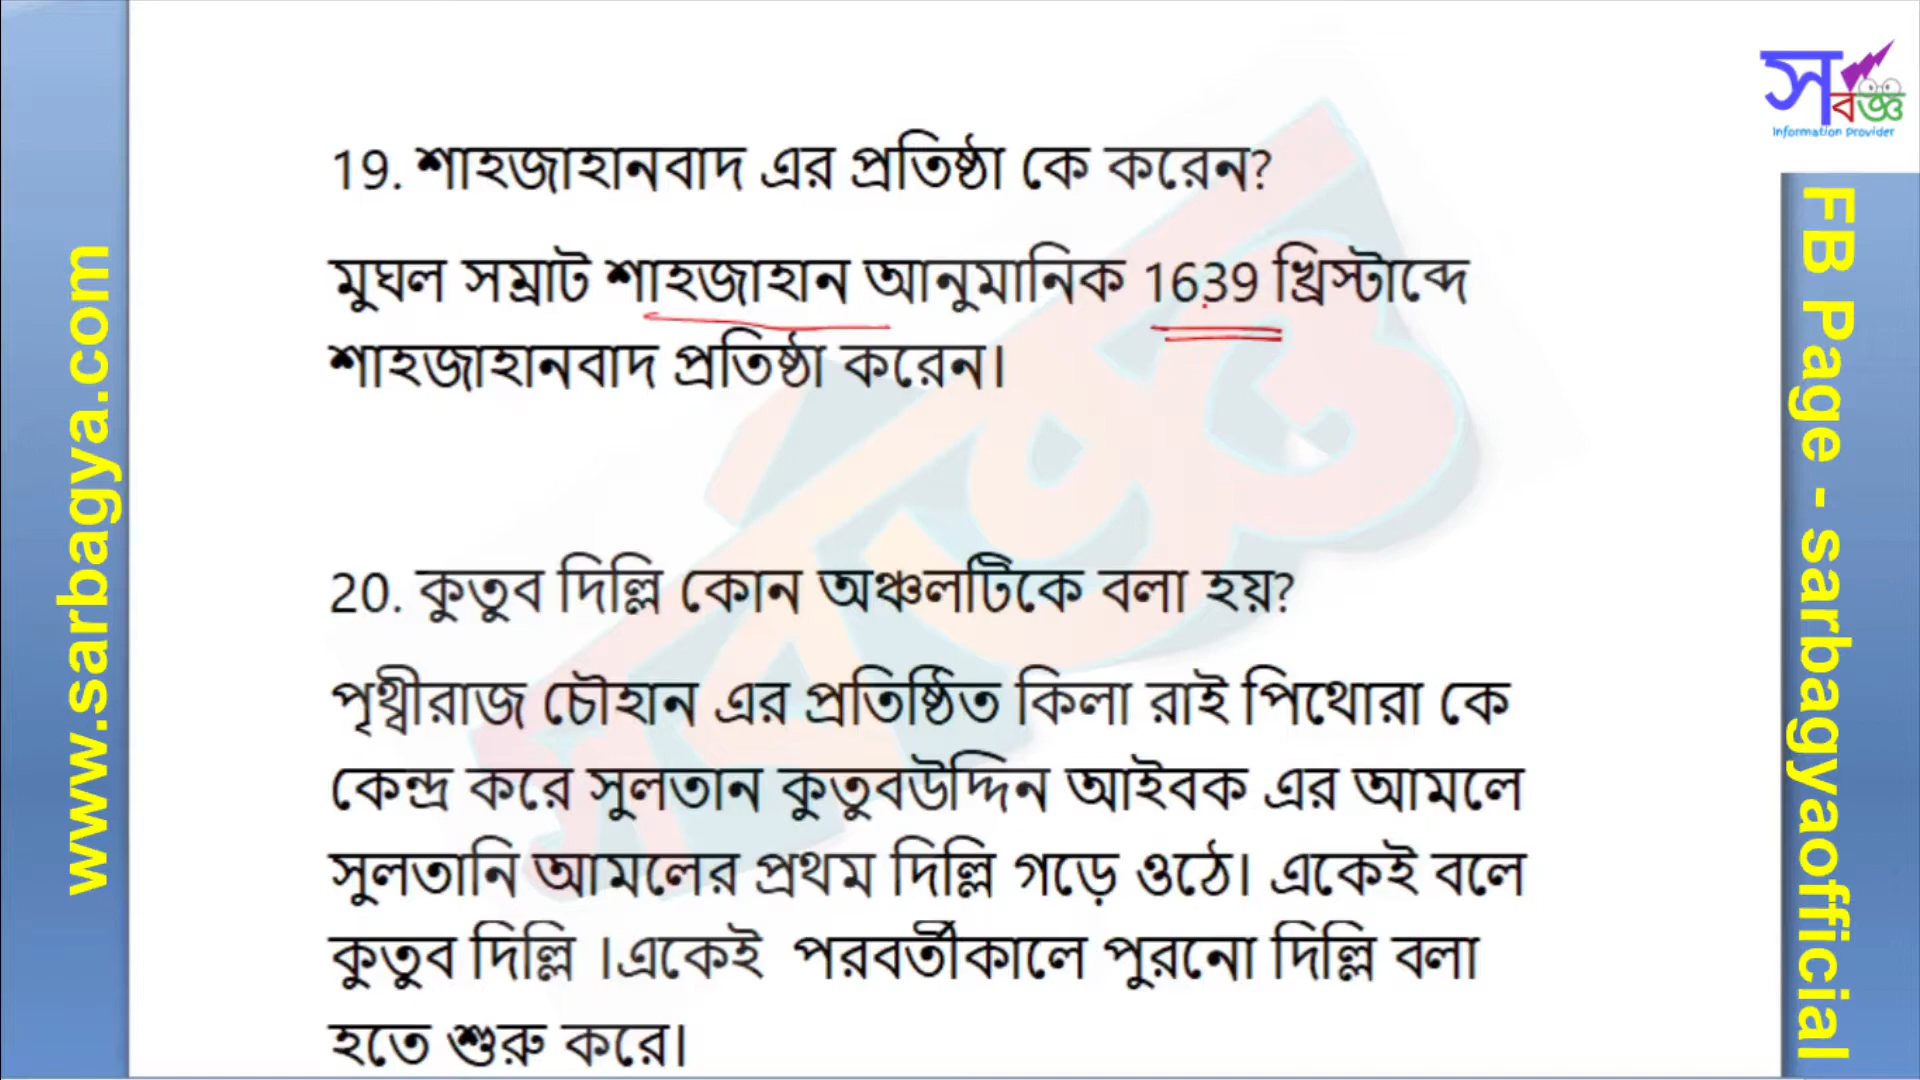 www.sarbagya.com
সবজ্ঞ
Information Provider
FB Page - sarbagyaofficial
19. শাহজাহানবাদ এর প্রতিষ্ঠা কে করেন?
মুঘল সম্রাট শাহজাহান আনুমানিক 1639 খ্রিস্টাব্দে
শাহজাহানবাদ প্রতিষ্ঠা করেন।
20. কুতুব দিল্লি কোন অঞ্চলটিকে বলা হয়?
পৃথ্বীরাজ চৌহান এর প্রতিষ্ঠিত কিলা রাই পিথোরা কে
কেন্দ্র করে সুলতান কুতুবউদ্দিন আইবক এর আমলে
সুলতানি আমলের প্রথম দিল্লি গড়ে ওঠে। একেই বলে
কুতুব দিল্লি ।একেই পরবর্তীকালে পুরনো দিল্লি বলা
হতে শুরু করে।